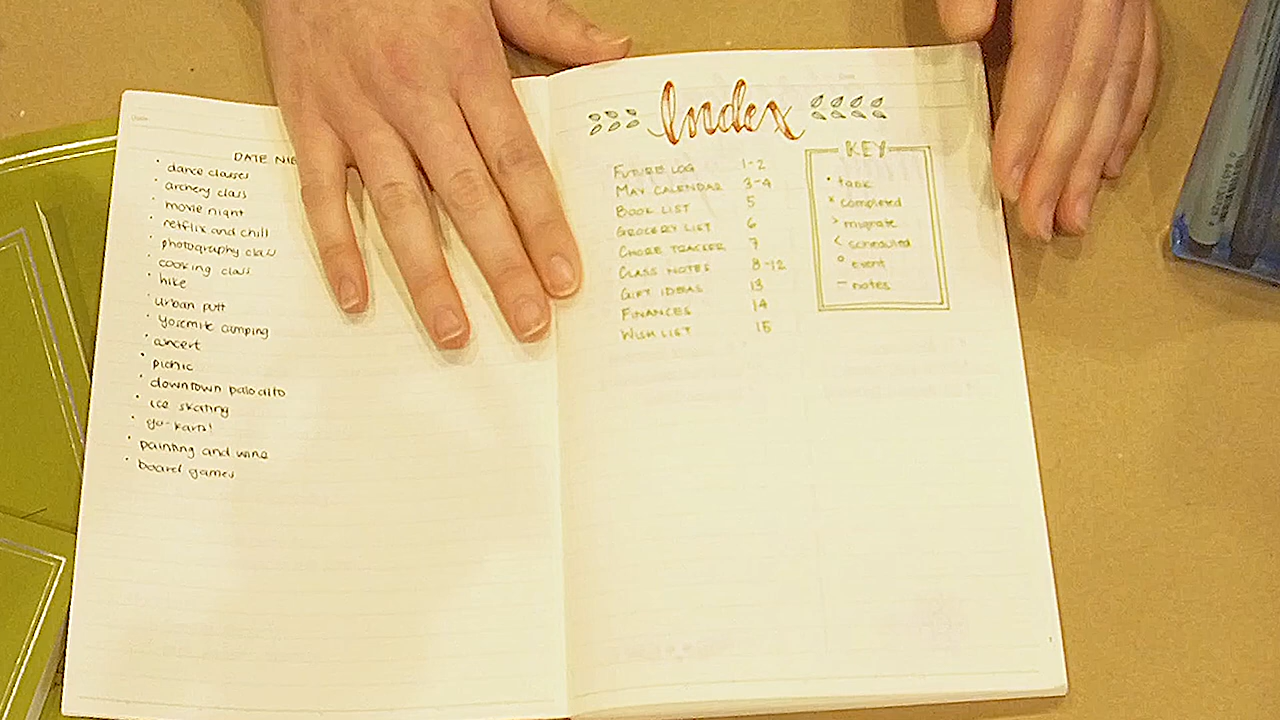 DATE
dance classes
archery class
movie night
netflix and chill
photography class
cooking class
hike
urban putt
Yosemite camping
concert
picnic
downtown palo alto
ice skating
go-karts!
painting and wine
board games
Index
FUTURE LOG 1-2
MAY CALENDAR 3-4
BOOK LIST 5
GROCERY LIST 6
CHORE TRACKER 7
CLASS NOTES 8-12
GIFT IDEAS 13
FINANCES 14
WISH LIST 15
KEY
• task
x completed
> migrate
< scheduled
o event
— notes